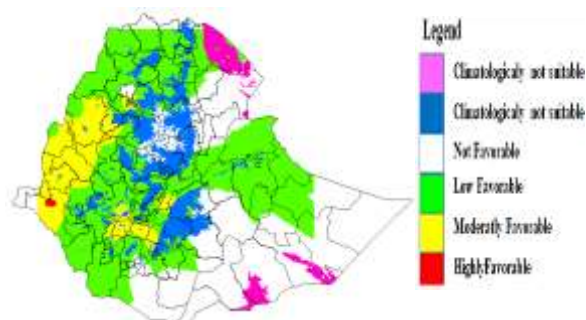 Legend
Climatologicaly not suitable
Climatologicaly not suitable
Not Favorable
Low Favorable
Moderatly Favorable
HighlyFavorable